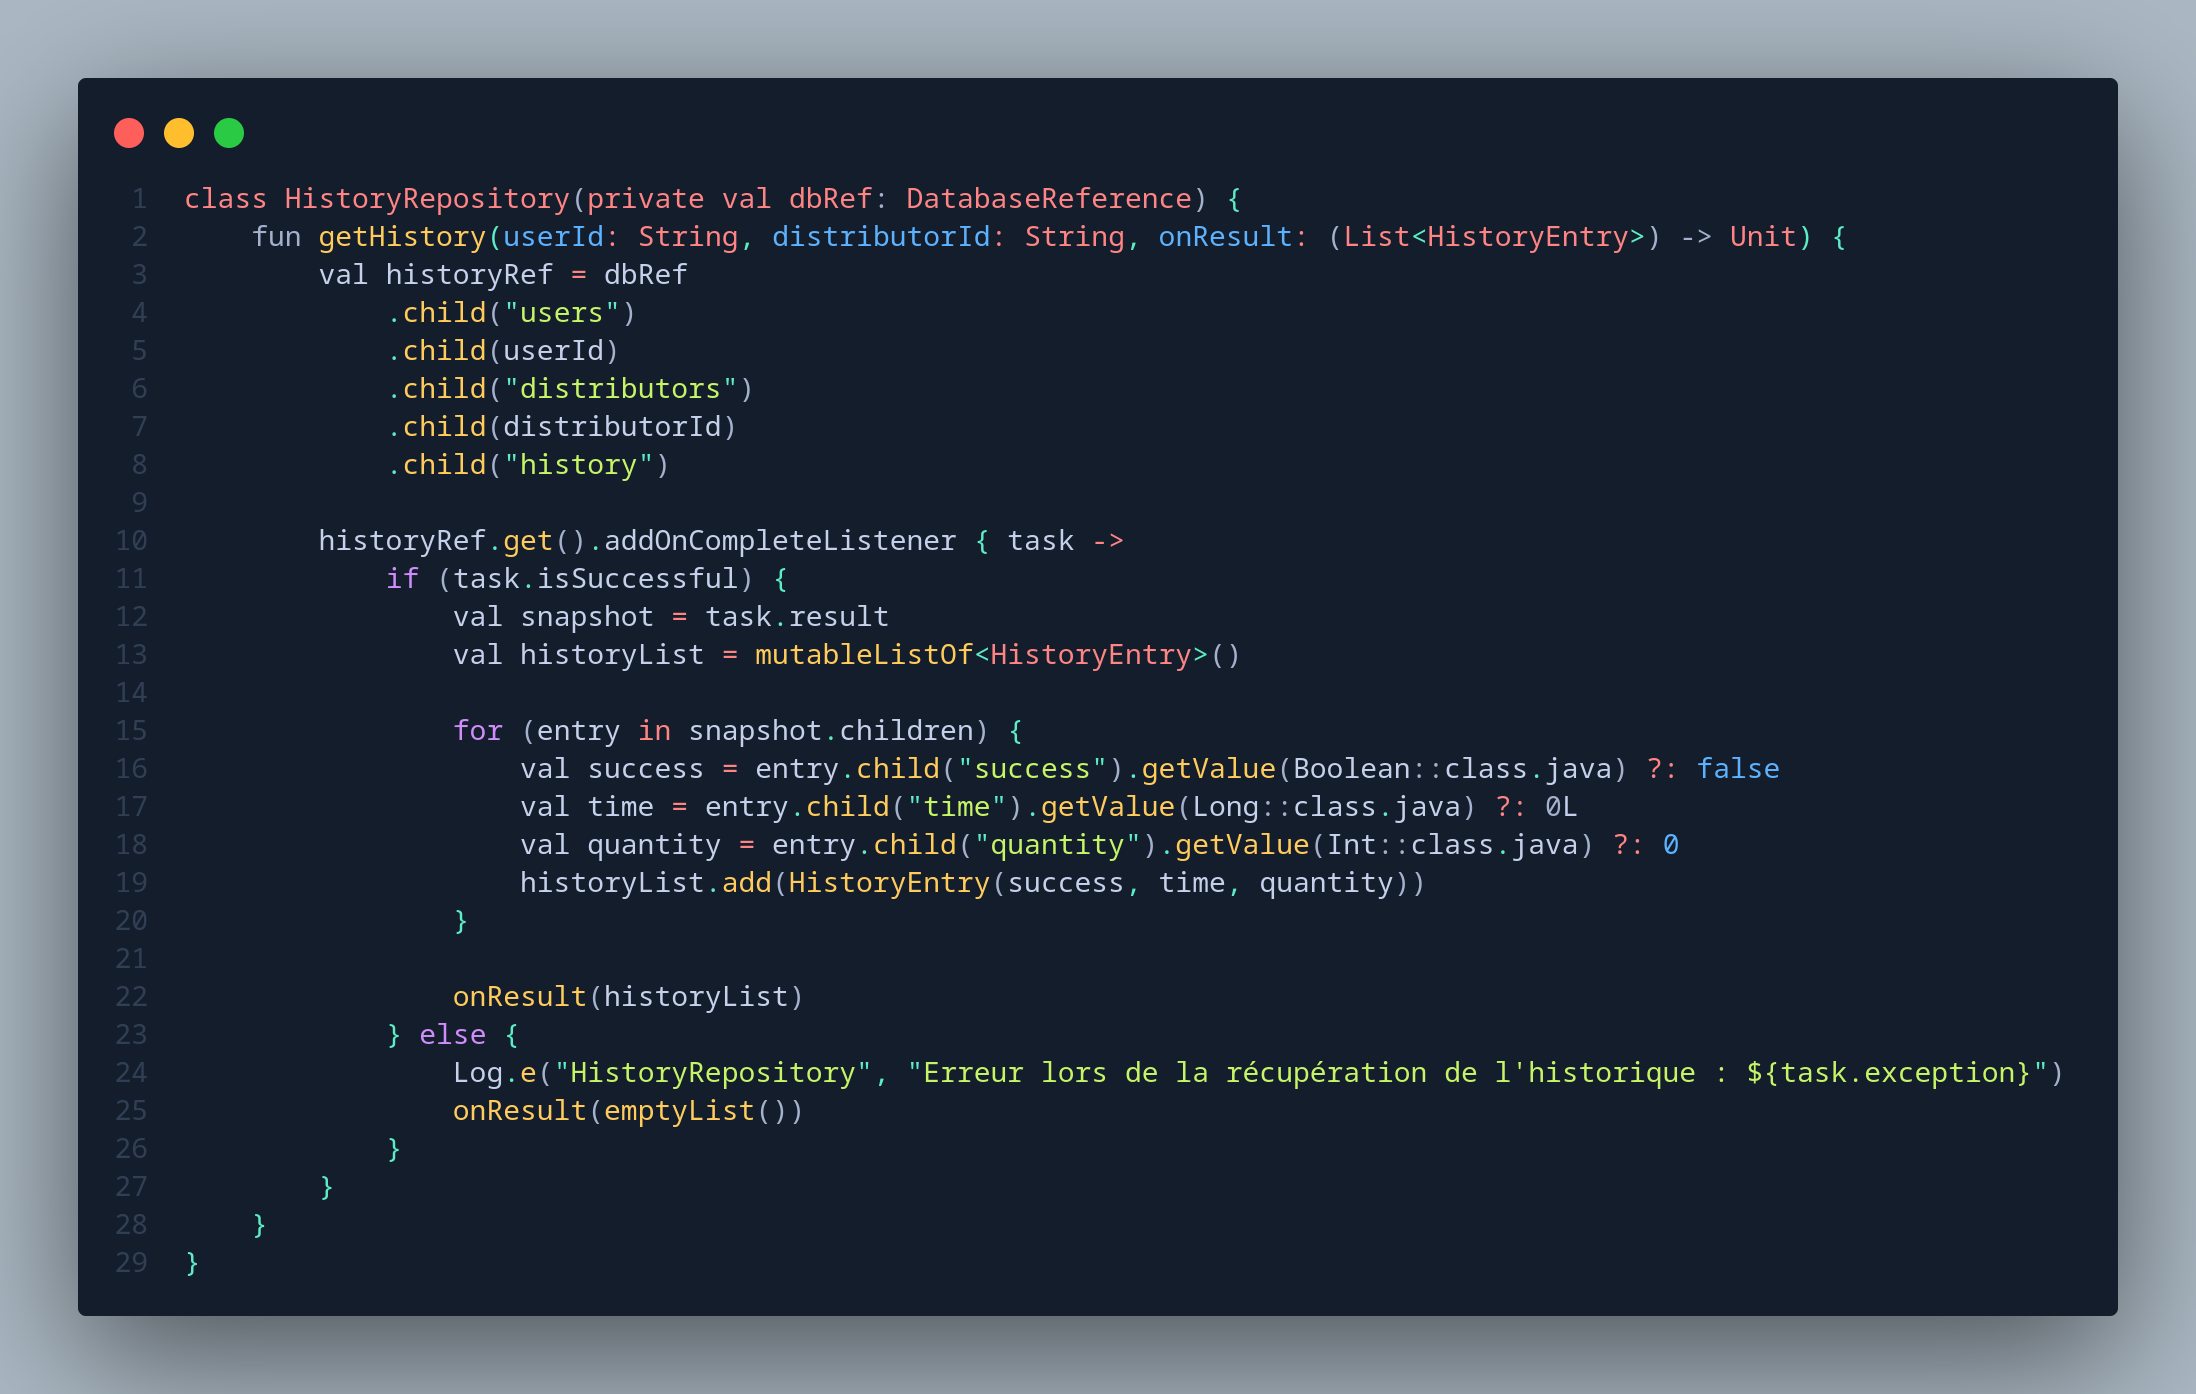 1 class HistoryRepository(private val dbRef: DatabaseReference) {
2     fun getHistory(userId: String, distributorId: String, onResult: (List<HistoryEntry>) -> Unit) {
3         val historyRef = dbRef
4             .child("users")
5             .child(userId)
6             .child("distributors")
7             .child(distributorId)
8             .child("history")
9
10         historyRef.get().addOnCompleteListener { task ->
11             if (task.isSuccessful) {
12                 val snapshot = task.result
13                 val historyList = mutableListOf<HistoryEntry>()
14
15                 for (entry in snapshot.children) {
16                     val success = entry.child("success").getValue(Boolean::class.java) ?: false
17                     val time = entry.child("time").getValue(Long::class.java) ?: 0L
18                     val quantity = entry.child("quantity").getValue(Int::class.java) ?: 0
19                     historyList.add(HistoryEntry(success, time, quantity))
20                 }
21
22                 onResult(historyList)
23             } else {
24                 Log.e("HistoryRepository", "Erreur lors de la récupération de l'historique : ${task.exception}")
25                 onResult(emptyList())
26             }
27         }
28     }
29 }